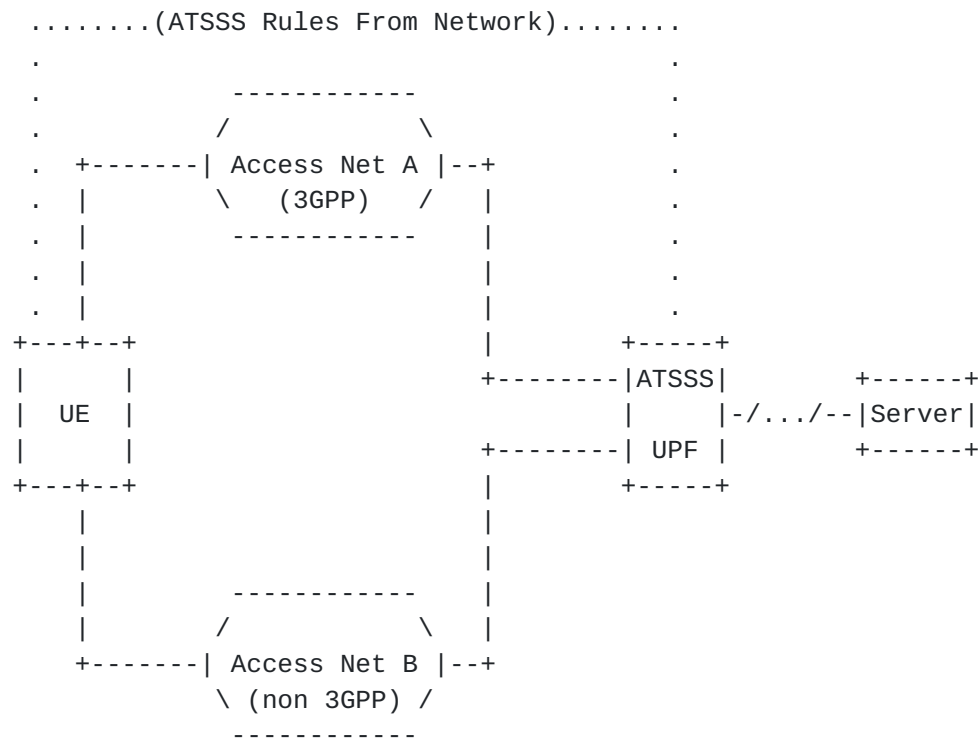 (ATSSS Rules From Network)
Access Net A
(3GPP)
ATSSS
UE
Server
UPF
Access Net B
(non 3GPP)